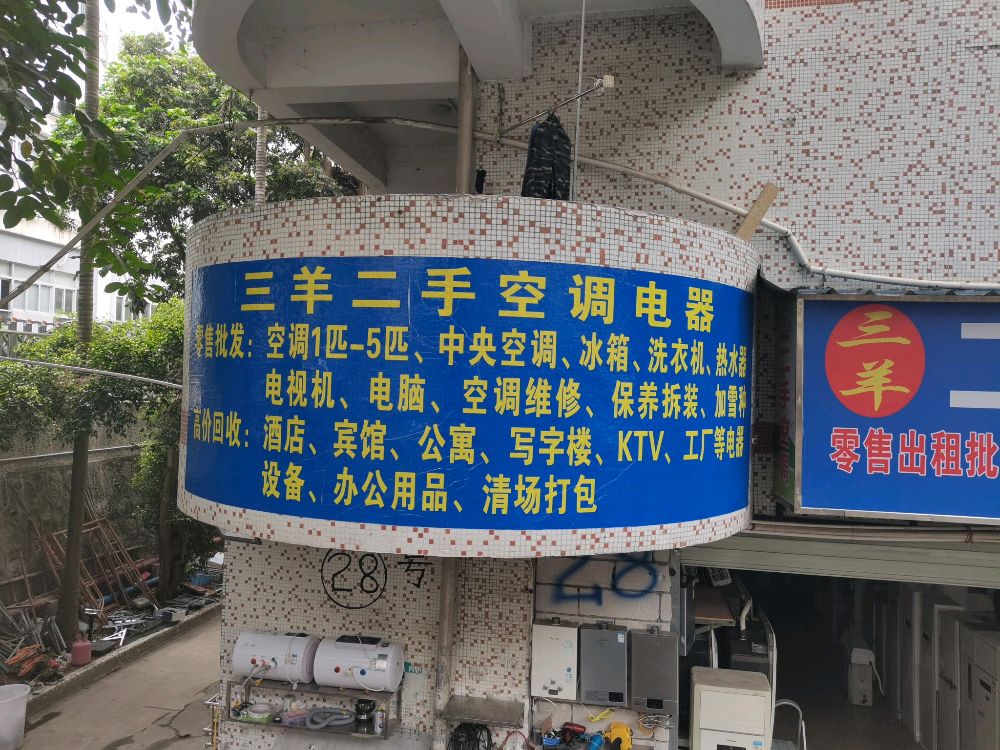 三羊二手空调电器
零售批发：空调1匹-5匹、中央空调、冰箱、洗衣机、热水器
电视机、电脑、空调维修、保养拆装、加雪种
高价回收：酒店、宾馆、公寓、写字楼、KTV、工厂等电器
设备、办公用品、清场打包
三羊
二
零售出租批
28号
28